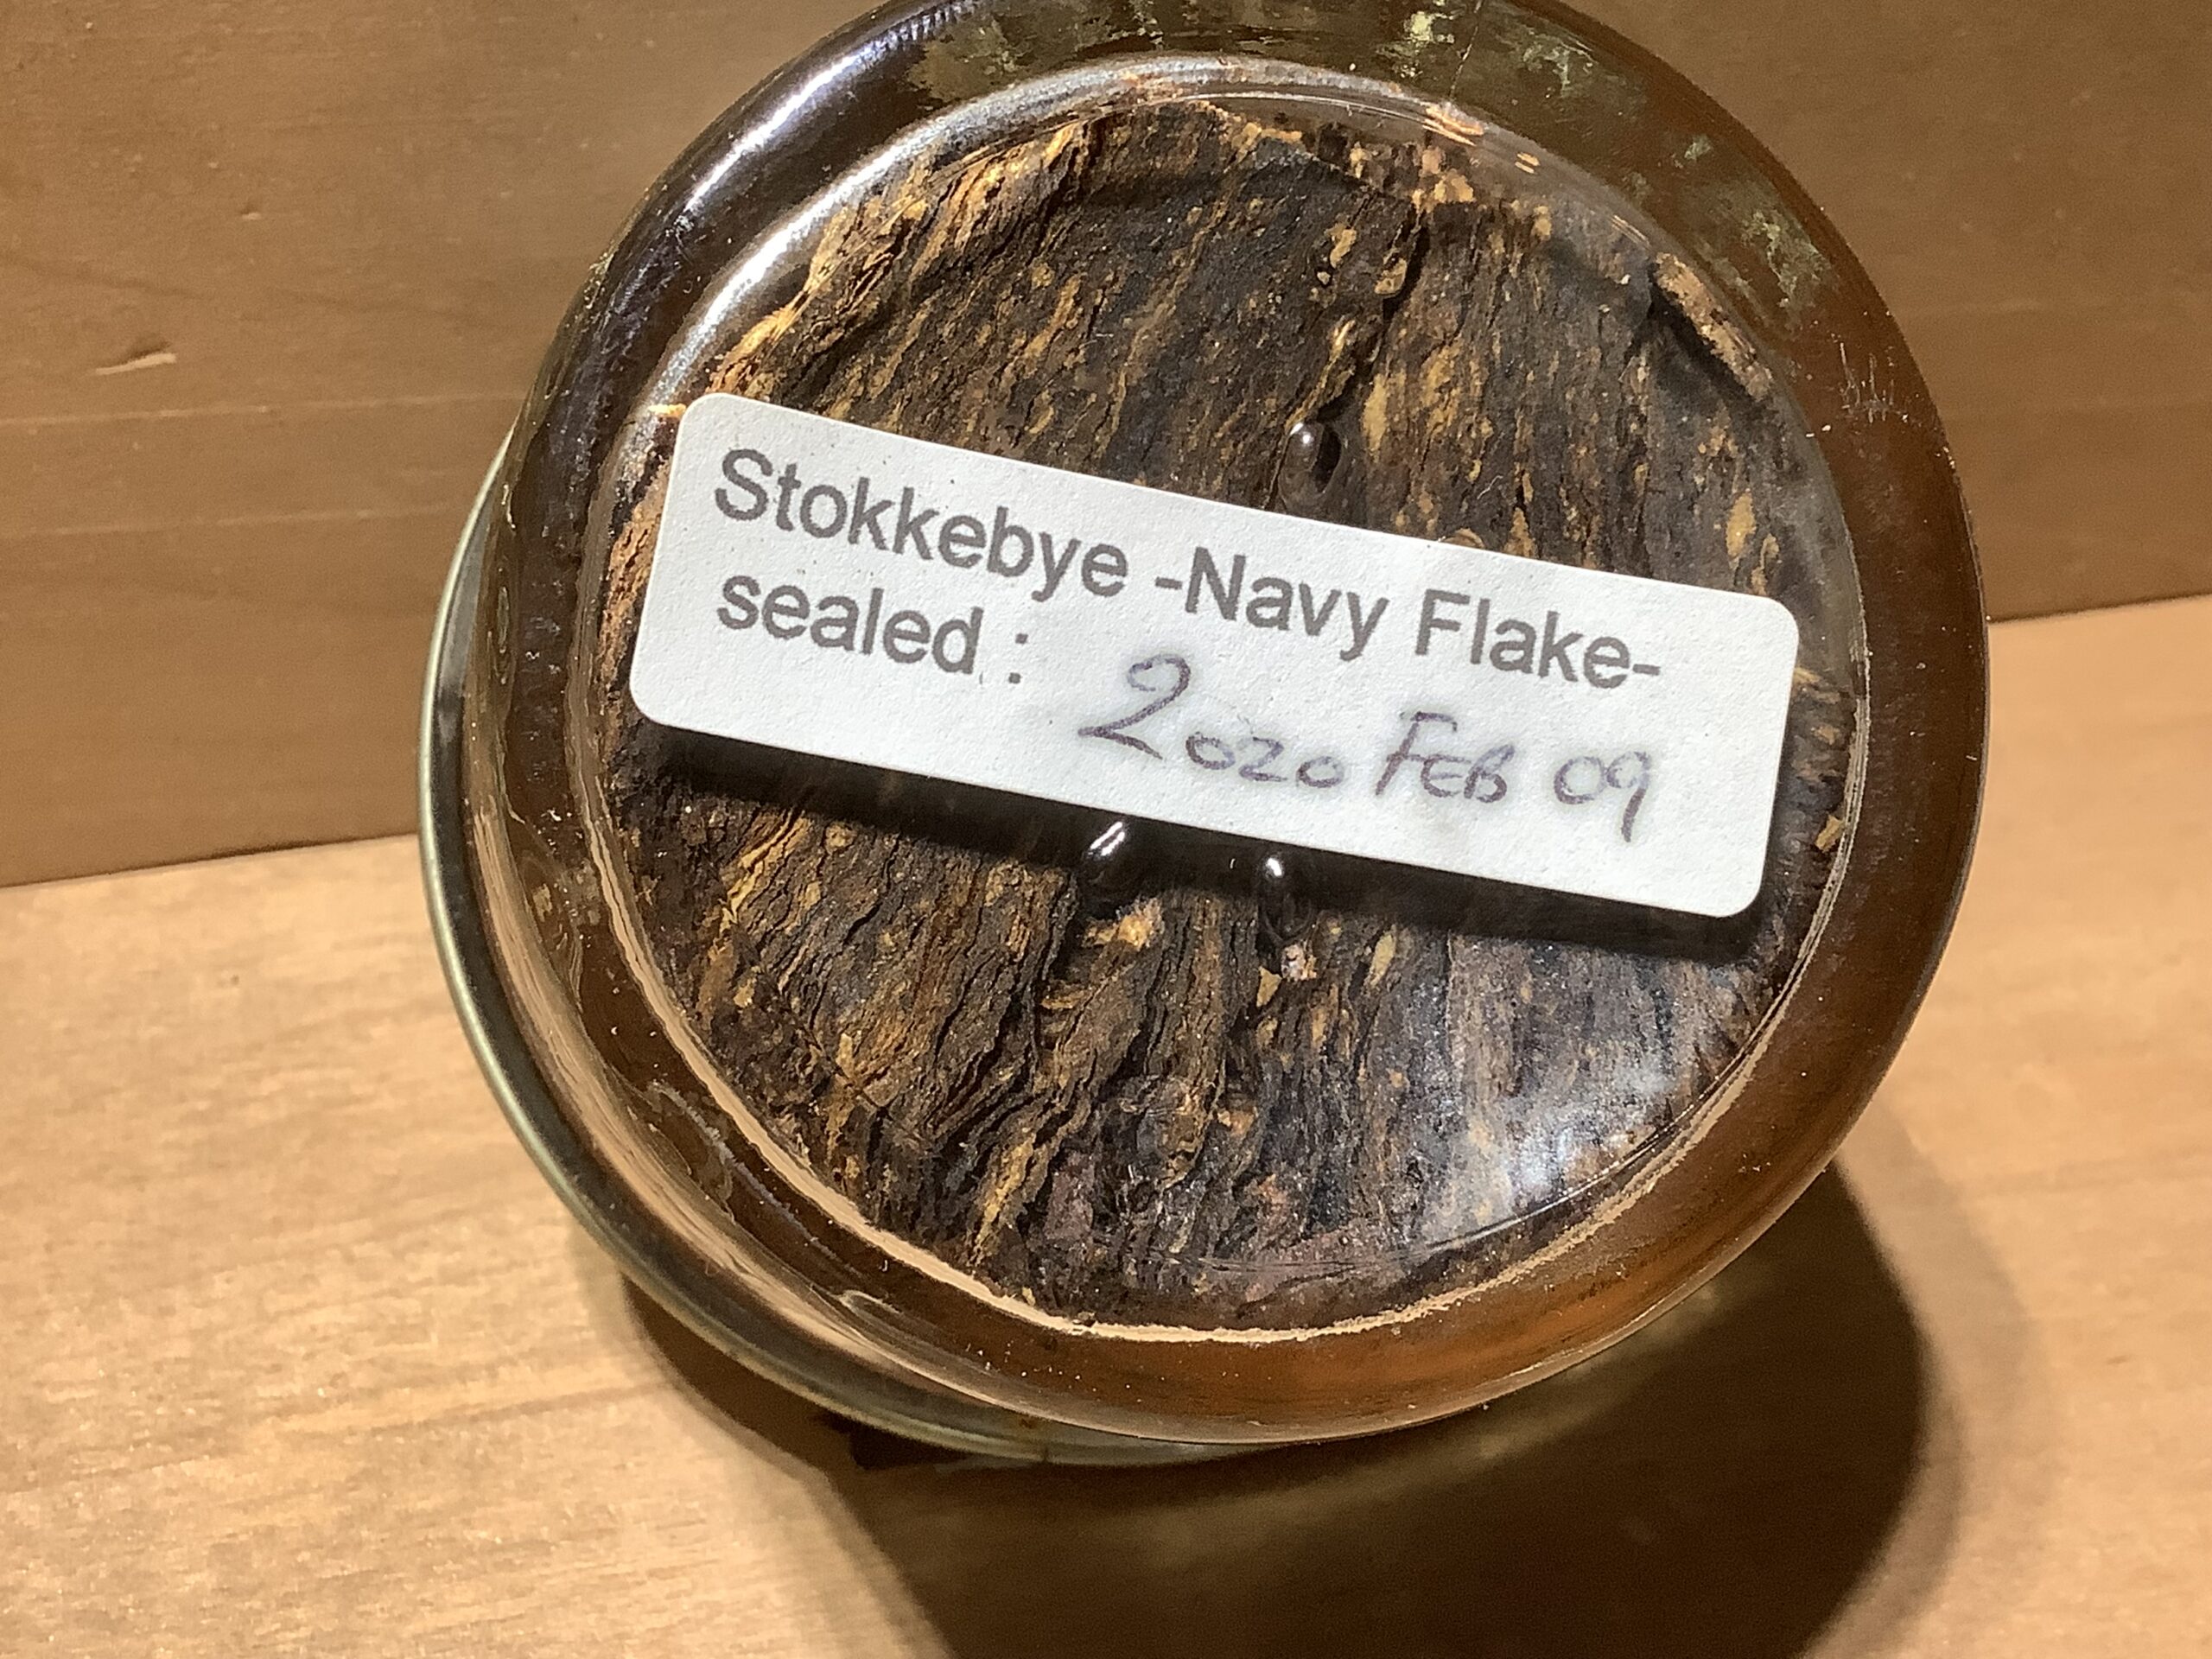 Stokkebye -Navy Flake-
sealed : 2020 FEB 09